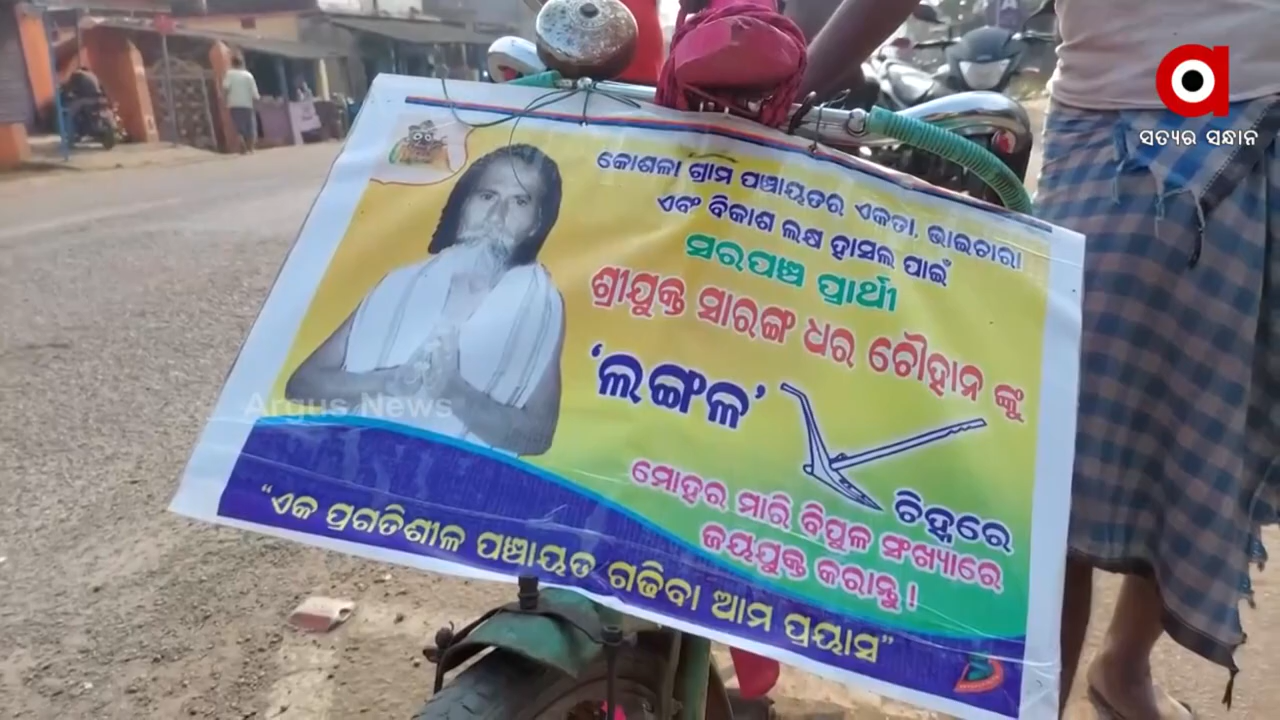 ସତ୍ୟର ସନ୍ଧାନ
କୋଶଳା ଗ୍ରାମ ପଞ୍ଚାୟତର ଏକତା, ଭାଇଚାରା
ଏବଂ ବିକାଶ ଲକ୍ଷ ହାସଲ ପାଇଁ
ସରପଞ୍ଚ ପ୍ରାର୍ଥୀ
ଶ୍ରୀଯୁକ୍ତ ସାରଙ୍ଗ ଧର ଚୌହାନ ଙ୍କୁ
‘ଲଙ୍ଗଳ’
ଚିହ୍ନରେ
ମୋହର ମାରି ବିପୁଳ ସଂଖ୍ୟାରେ
ଜୟଯୁକ୍ତ କରାନ୍ତୁ !
“ଏକ ପ୍ରଗତିଶୀଳ ପଞ୍ଚାୟତ ଗଢିବା ଆମ ପ୍ରୟାସ”
Argus News